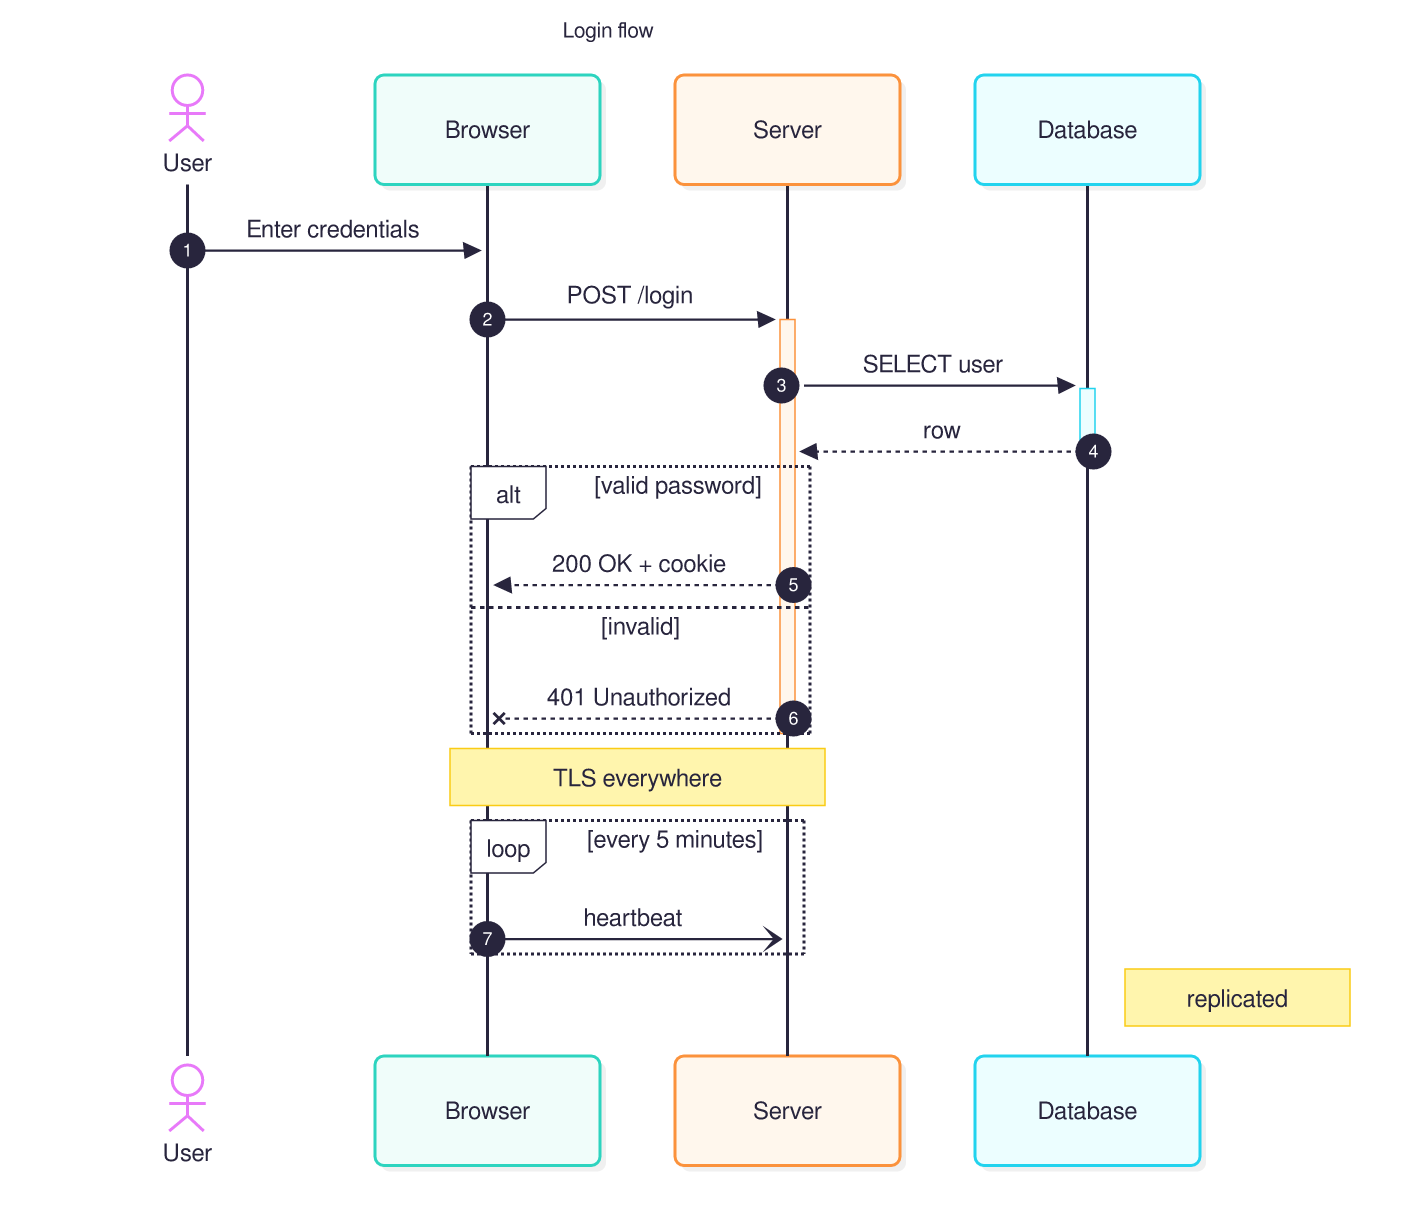 Login flow
User
Browser
Server
Database
Enter credentials
1
POST /login
2
SELECT user
3
row
4
alt
[valid password]
200 OK + cookie
5
[invalid]
401 Unauthorized
6
TLS everywhere
loop
[every 5 minutes]
heartbeat
7
replicated
User
Browser
Server
Database